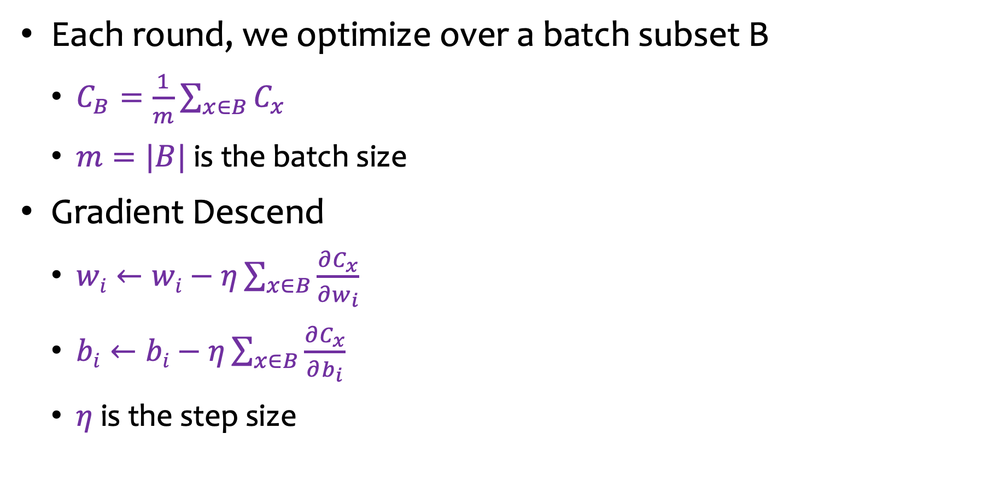 • Each round, we optimize over a batch subset B
• $C_B = \frac{1}{m} \sum_{x \in B} C_x$
• $m = |B|$ is the batch size
• Gradient Descend
• $w_i \leftarrow w_i - \eta \sum_{x \in B} \frac{\partial C_x}{\partial w_i}$
• $b_i \leftarrow b_i - \eta \sum_{x \in B} \frac{\partial C_x}{\partial b_i}$
• $\eta$ is the step size